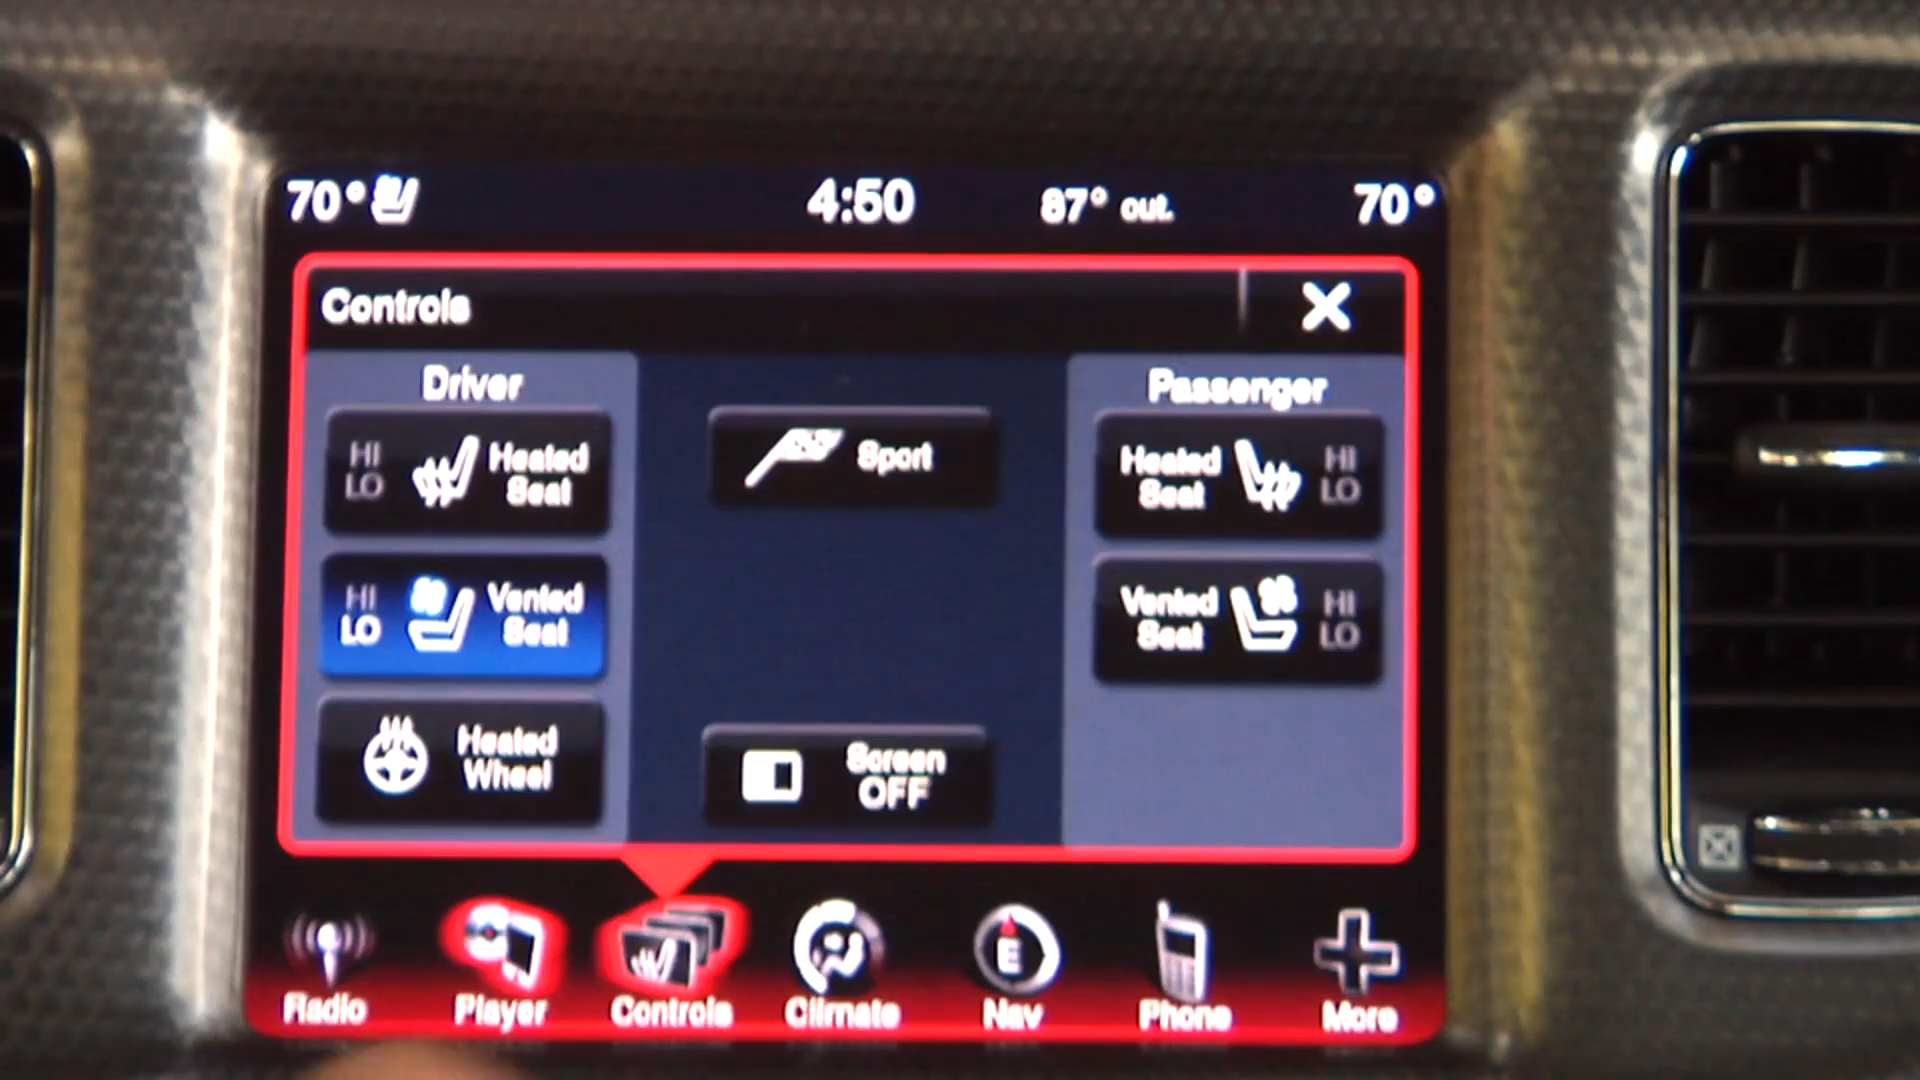 70°
4:50
87° out.
70°
Controls
Driver
HI
LO
Heated
Seat
HI
LO
Vented
Seat
Heated
Wheel
Sport
Screen
OFF
Passenger
Heated
Seat
HI
LO
Vented
Seat
HI
LO
E
Radio
Player
Controls
Climate
Nav
Phone
More